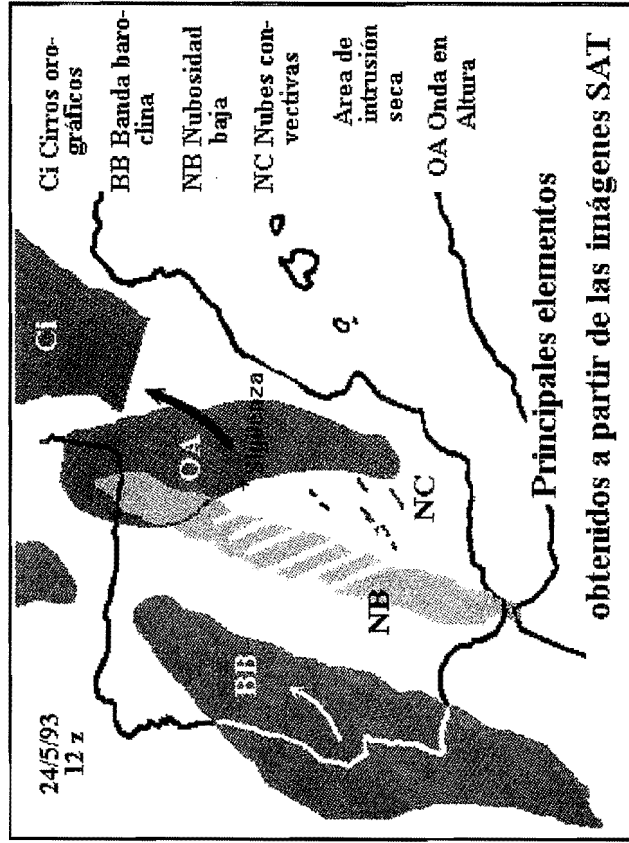 24/5/93
12 z
Ci
OA
BB
NB
NC
Ci Cirros oro-
gráficos
BB Banda baro-
clina
NB Nubosidad
baja
NC Nubes con-
vectivas
Area de
intrusión
seca
OA Onda en
Altura
Principales elementos
obtenidos a partir de las imágenes SAT